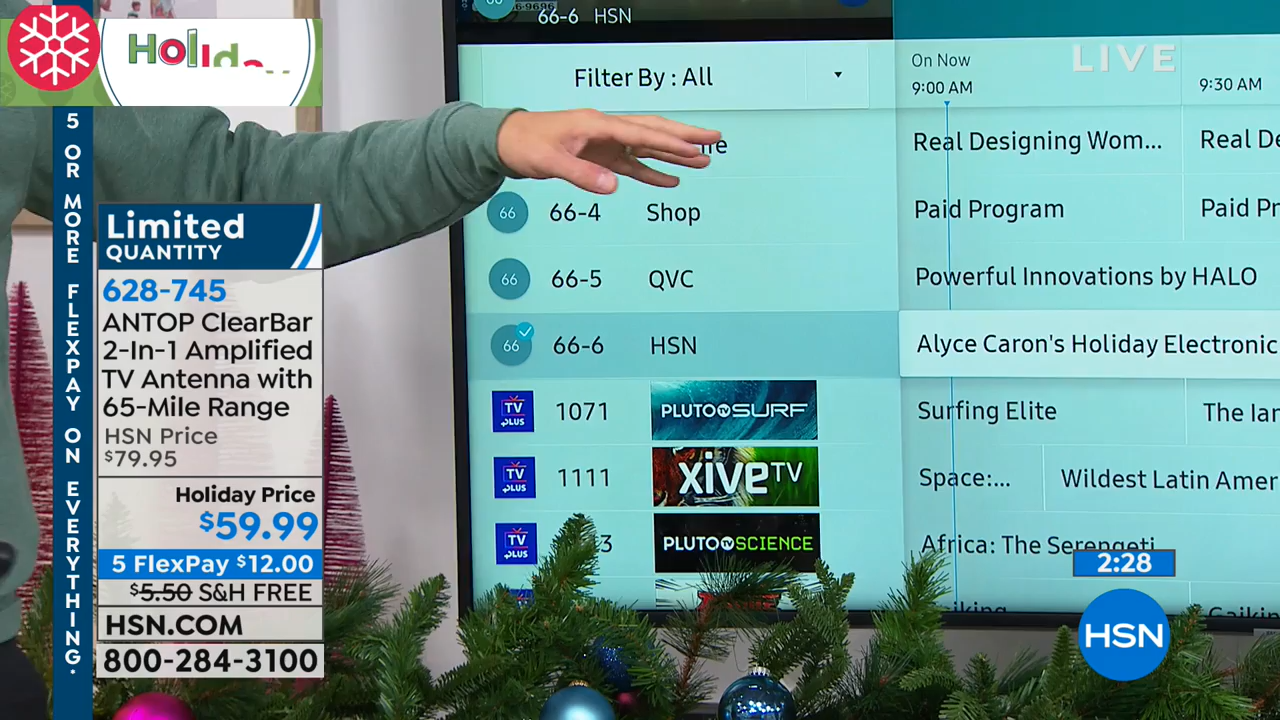 Holiday
5 OR MORE FLEXPAY ON EVERYTHING.
Limited
QUANTITY
628-745
ANTOP ClearBar
2-In-1 Amplified
TV Antenna with
65-Mile Range
HSN Price
$79.95
Holiday Price
$59.99
5 FlexPay $12.00
$5.50 S&H FREE
HSN.COM
800-284-3100
66-6 HSN
Filter By : All
On Now
9:00 AM
9:30 AM
LIVE
Real Designing Wom...
Real De
66 66-4 Shop
Paid Program
Paid Pr
66 66-5 QVC
Powerful Innovations by HALO
66 66-6 HSN
Alyce Caron's Holiday Electronic
TV PLUS 1071 PLUTO TV SURF
Surfing Elite
The Ian
TV PLUS 1111 xive TV
Space:...
Wildest Latin Amer
TV PLUS 3 PLUTO TV SCIENCE
Africa: The Serengeti
2:28
HSN